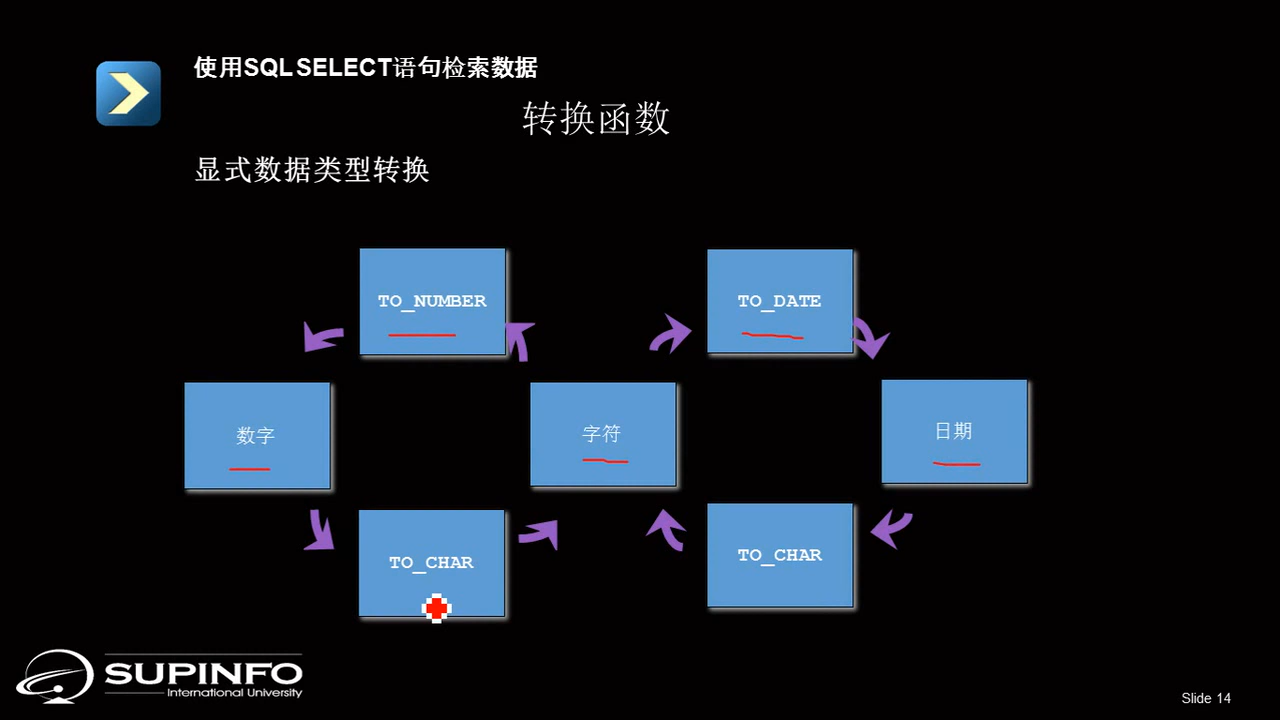 使用SQL SELECT语句检索数据
转换函数
显式数据类型转换
TO_NUMBER
TO_DATE
数字
字符
日期
TO_CHAR
TO_CHAR
SUPINFO
International University
Slide 14